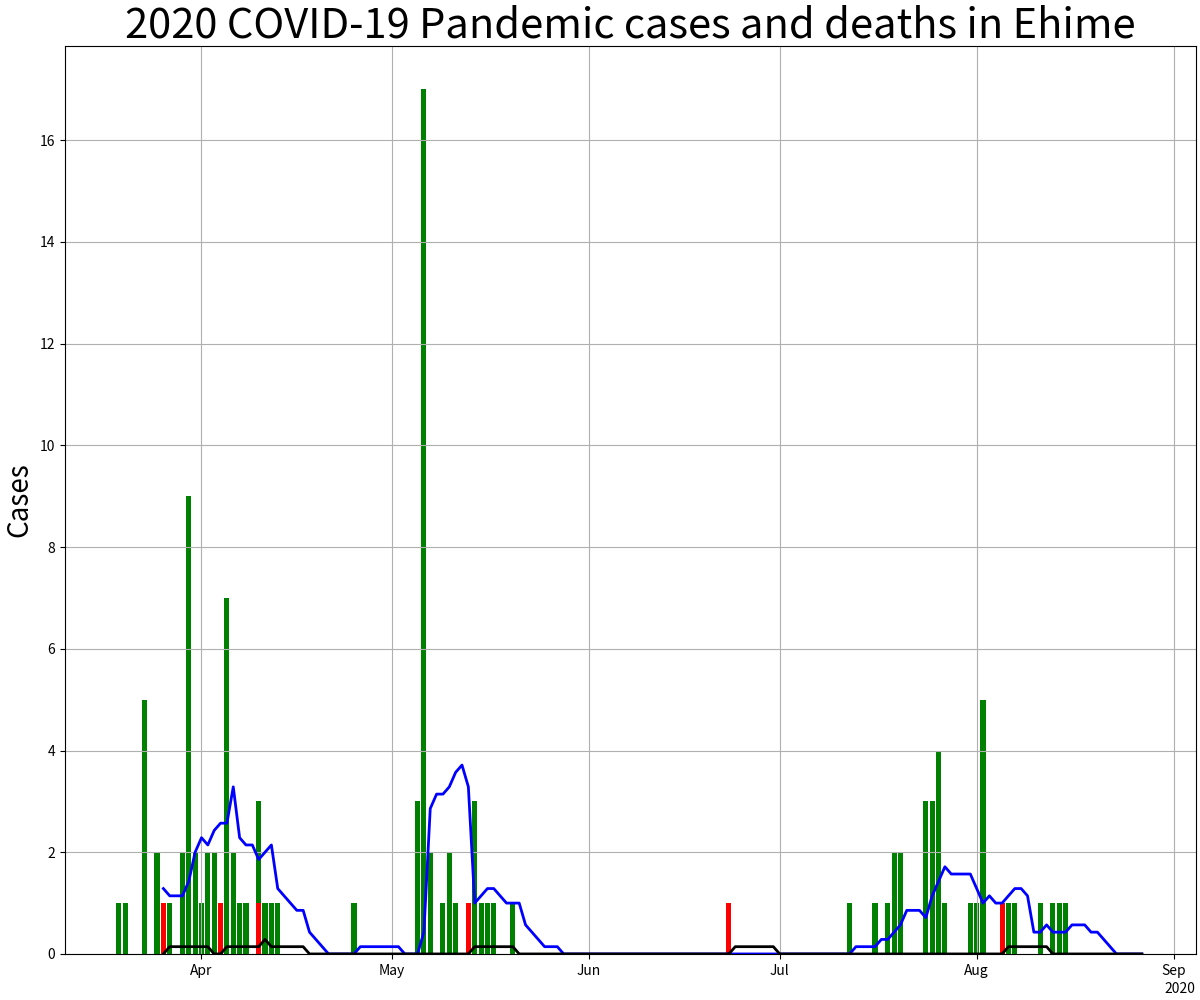 2020 COVID-19 Pandemic cases and deaths in Ehime
Cases
16
14
12
10
8
6
4
2
0
Apr
May
Jun
Jul
Aug
Sep
2020